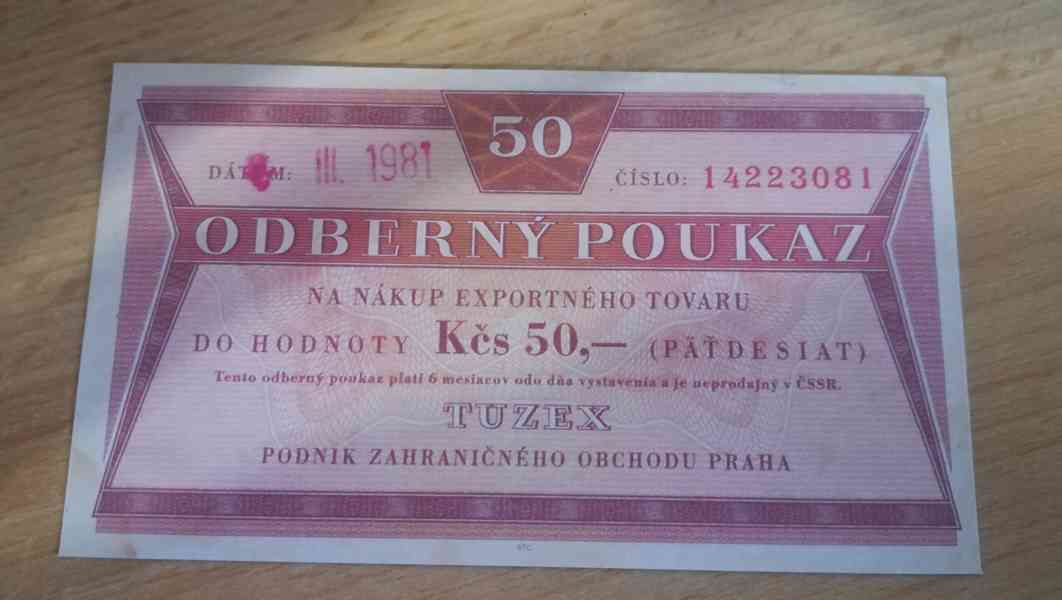 50
DÁTUM: III. 1981
ČÍSLO: 14223081
ODBERNÝ POUKAZ
NA NÁKUP EXPORTNÉHO TOVARU
DO HODNOTY Kčs 50,— (PÄŤDESIAT)
Tento odberný poukaz platí 6 mesiacov odo dňa vystavenia a je nepredajný v ČSSR.
TUZEX
PODNIK ZAHRANIČNÉHO OBCHODU PRAHA
STC